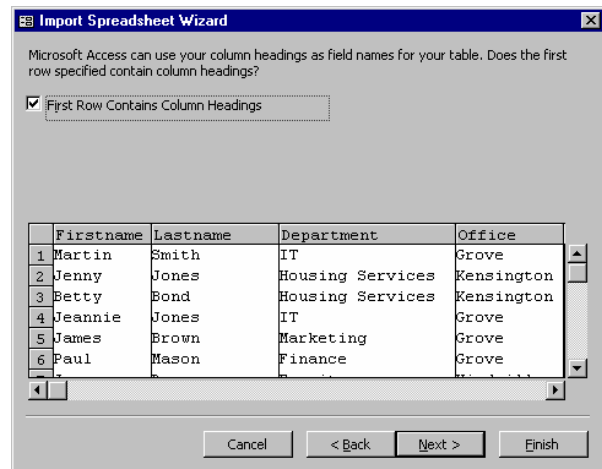 Import Spreadsheet Wizard
Microsoft Access can use your column headings as field names for your table. Does the first
row specified contain column headings?
First Row Contains Column Headings
Firstname Lastname Department Office
1 Martin Smith IT Grove
2 Jenny Jones Housing Services Kensington
3 Betty Bond Housing Services Kensington
4 Jeannie Jones IT Grove
5 James Brown Marketing Grove
6 Paul Mason Finance Grove
Cancel < Back Next > Finish